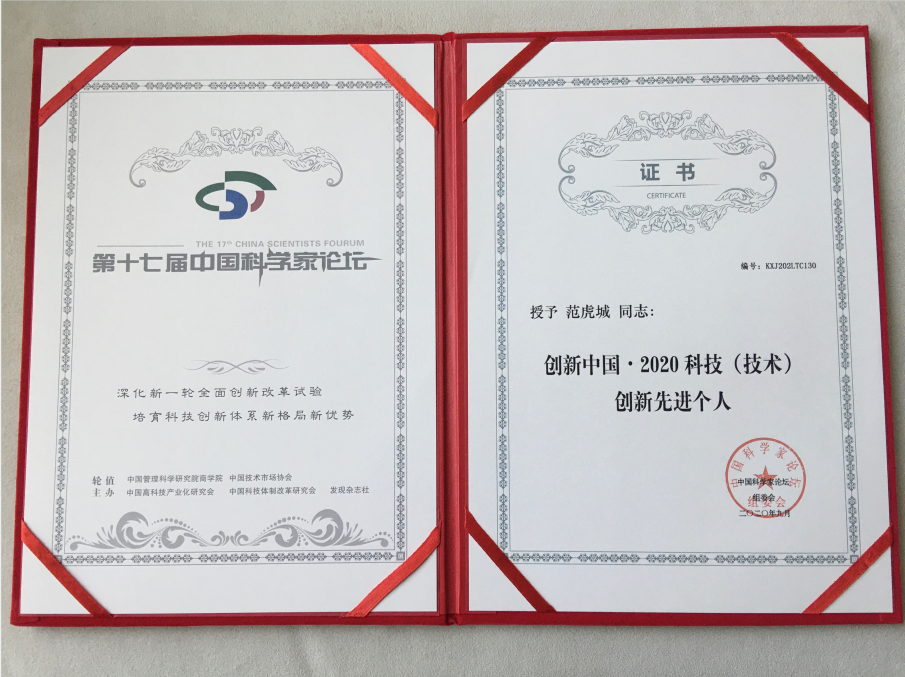 THE 17th CHINA SCIENTISTS FOURUM
第十七届中国科学家论坛
深化新一轮全面创新改革试验
培育科技创新体系新格局新优势
轮值 中国管理科学研究院商学院 中国技术市场协会
主办 中国高科技产业化研究会 中国科技体制改革研究会 发现杂志社
证书
CERTIFICATE
编号：KXJ202LTC130
授予 范虎城 同志：
创新中国·2020科技（技术）
创新先进个人
中国科学家论坛
组委会
中国科学家论坛
组委会
二〇二〇年九月